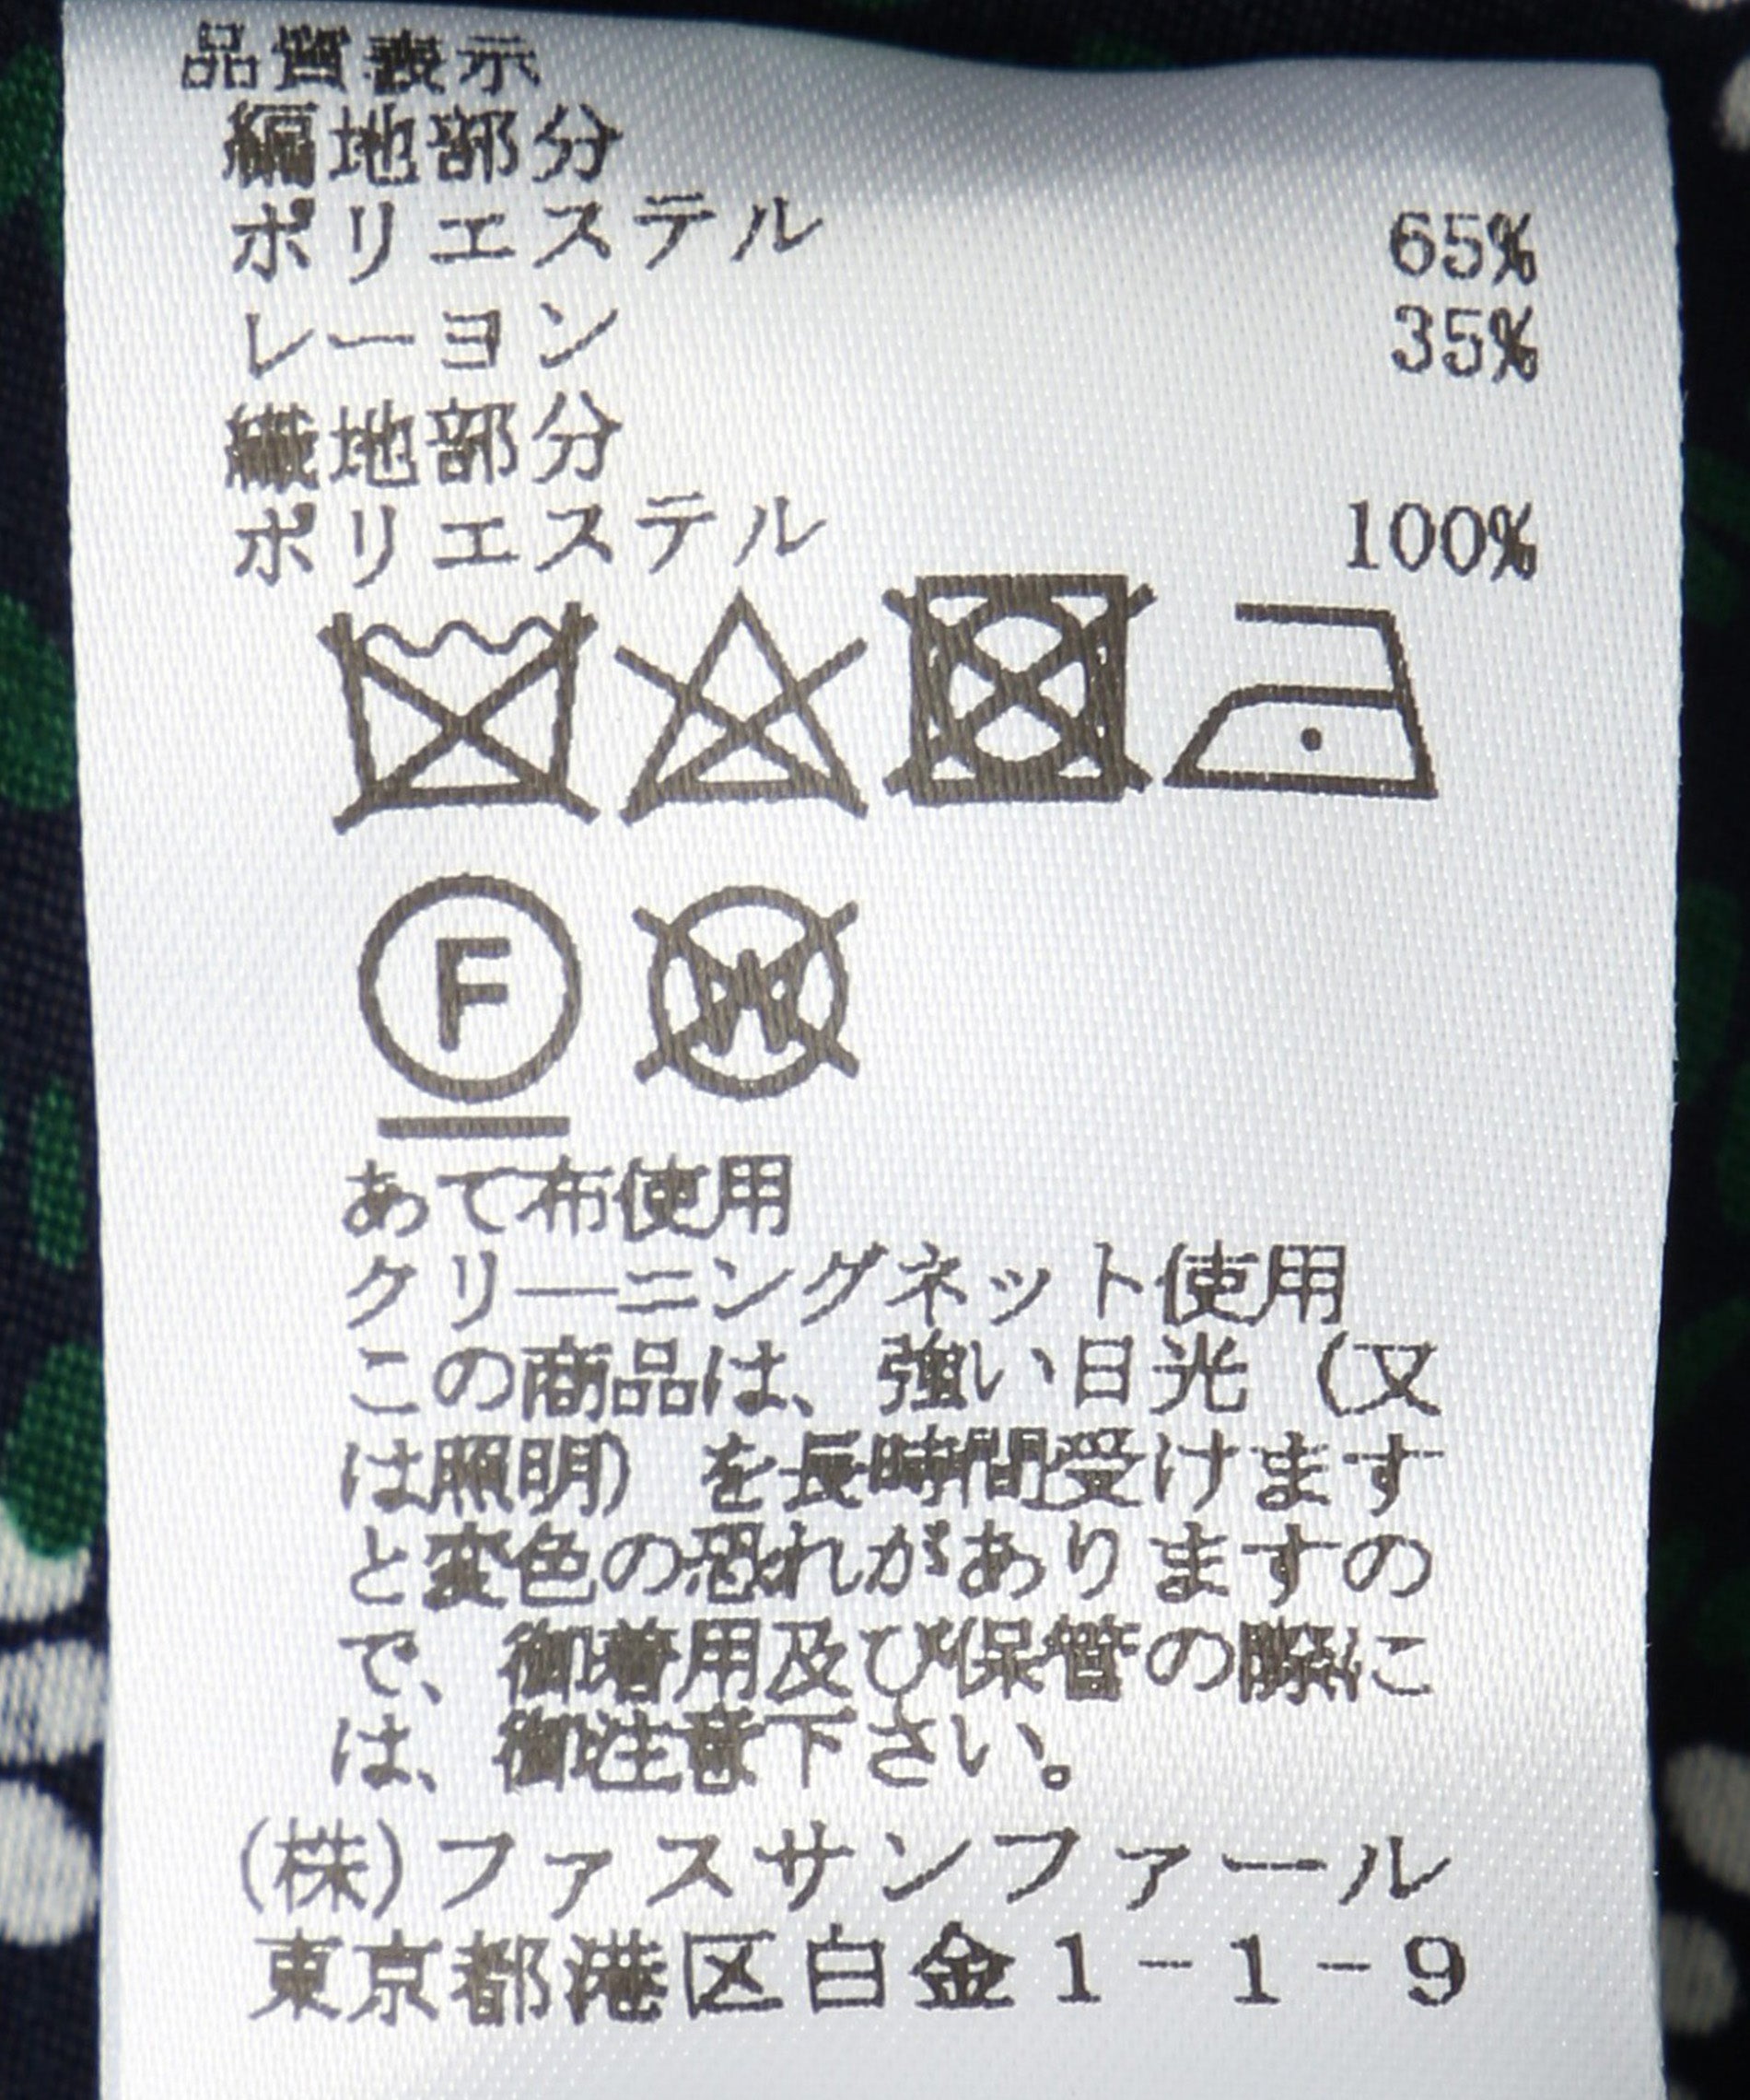 品質表示
編地部分
ポリエステル 65%
レーヨン 35%
織地部分
ポリエステル 100%
F W
あて布使用
クリーニングネット使用
この商品は、強い日光（又
は照明）を長時間受けます
と変色の恐れがありますの
で、御着用及び保管の際に
は、御注意下さい。
(株)ファスサンファール
東京都港区白金1-1-9